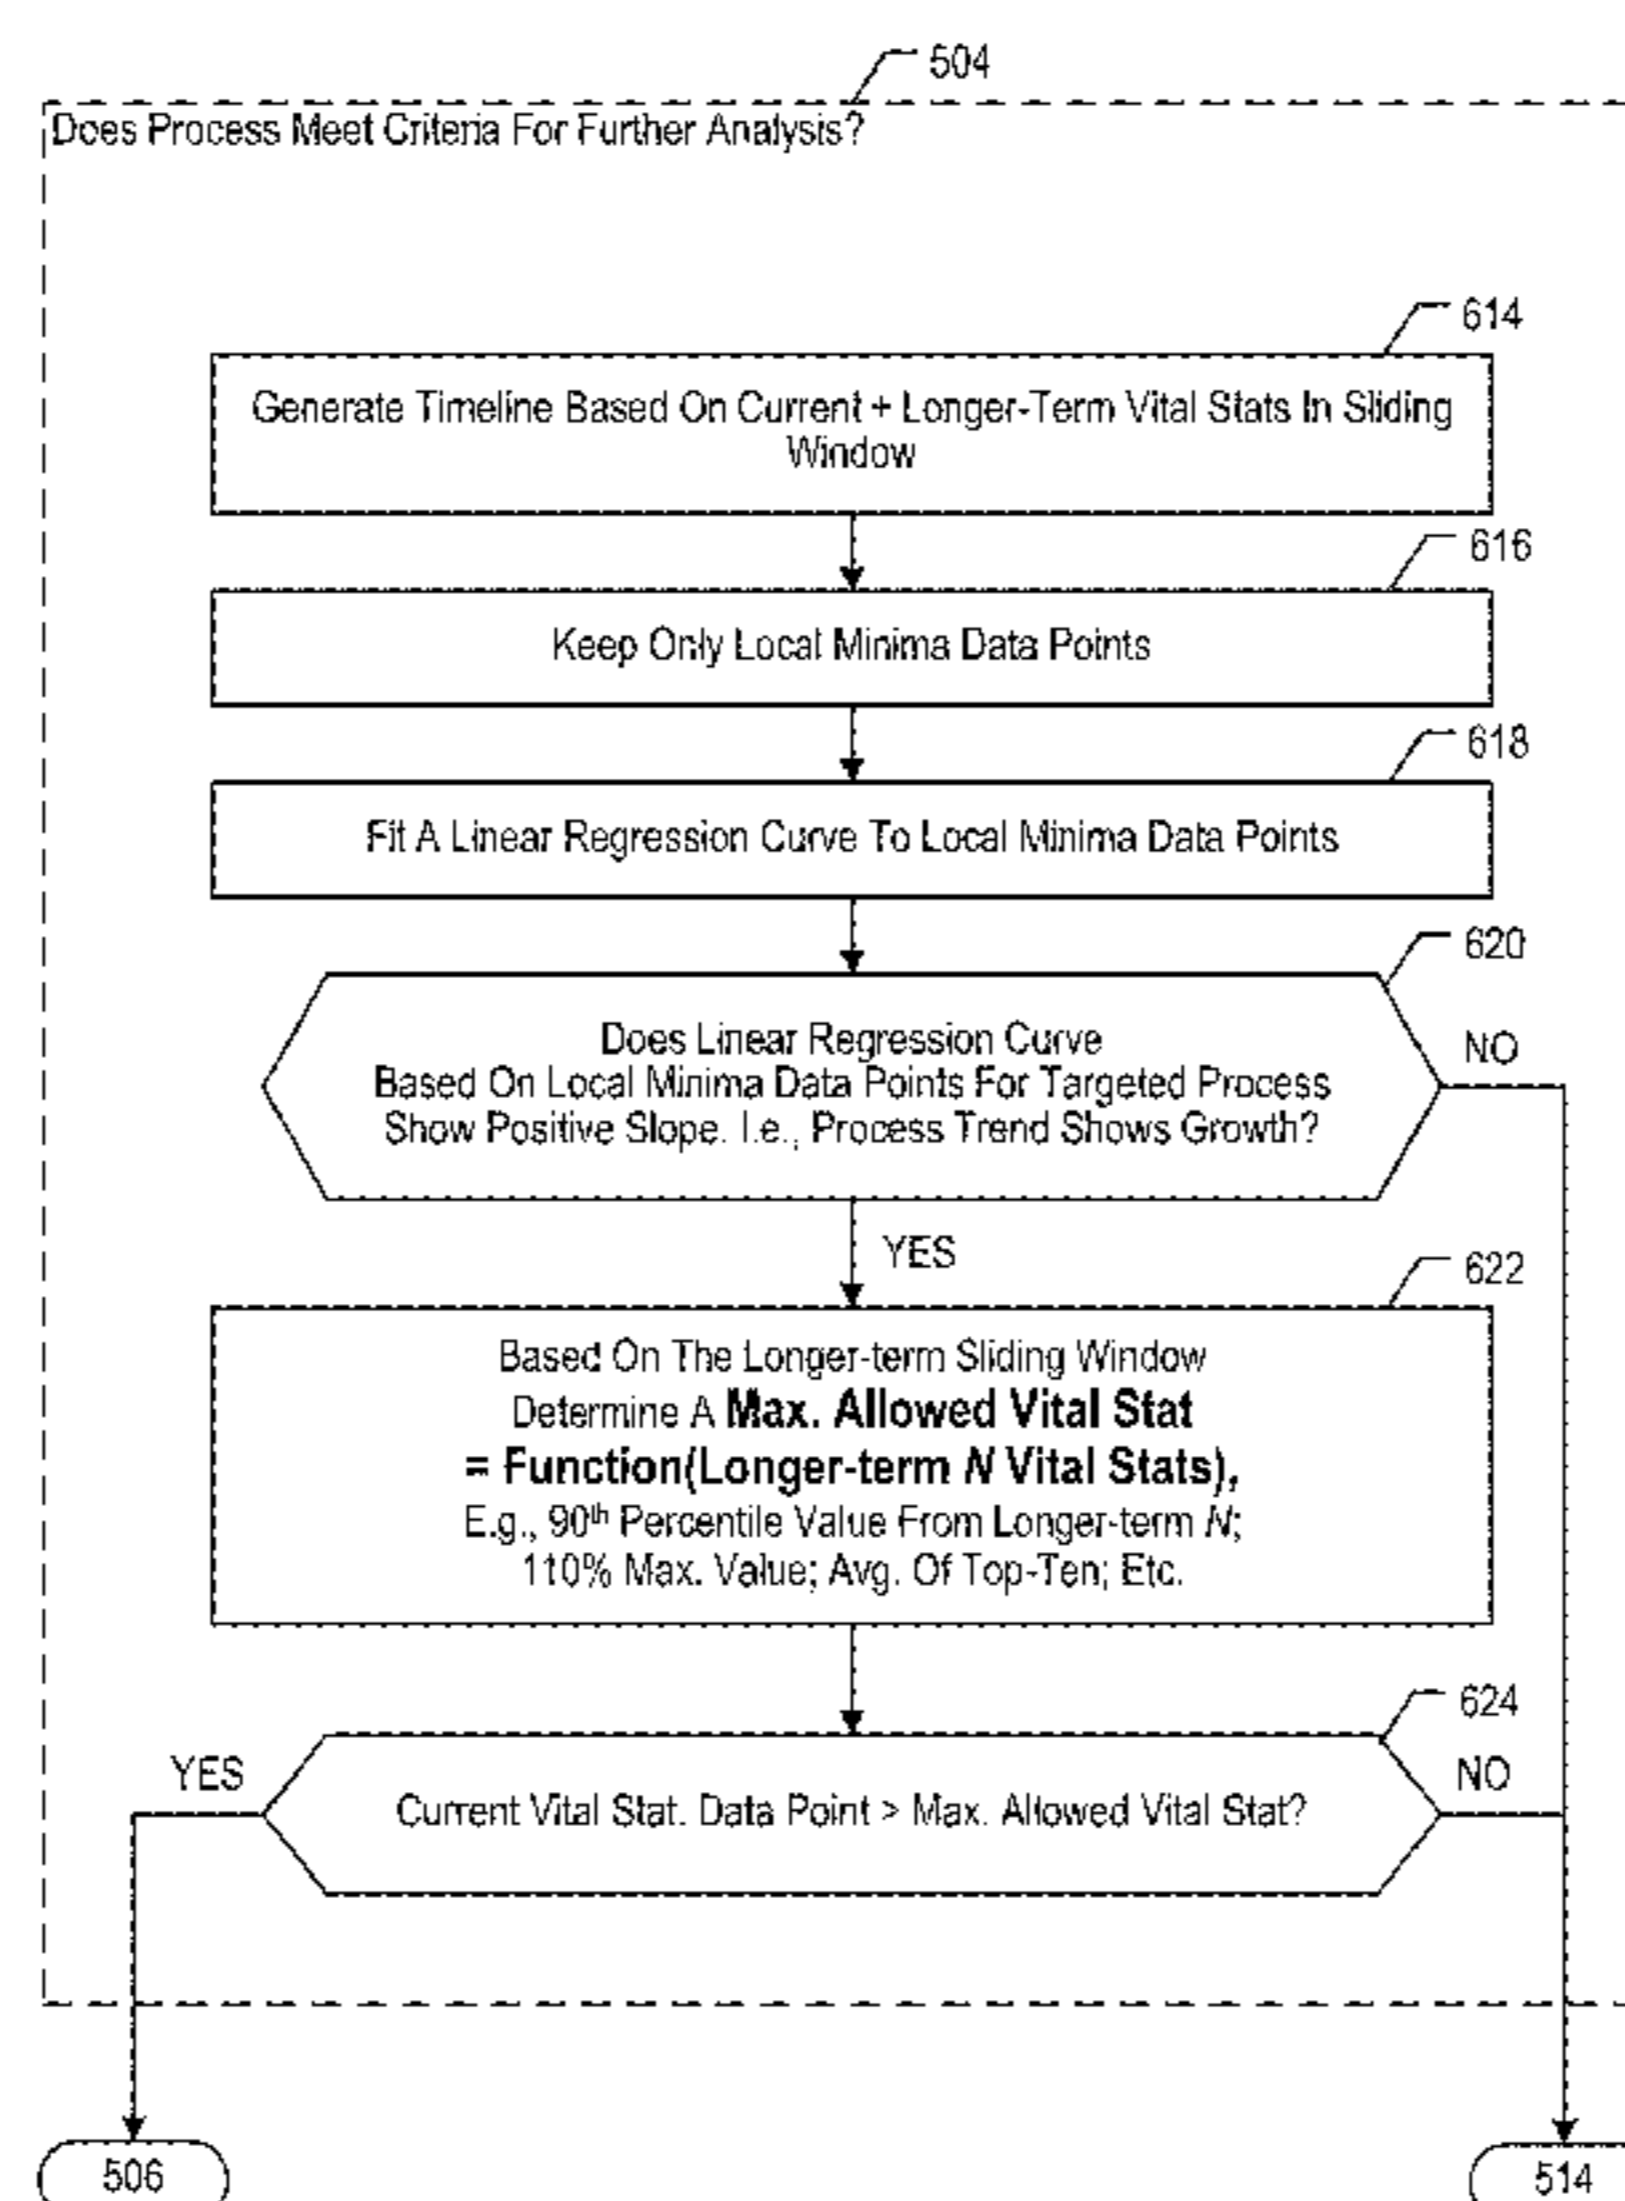 504
Does Process Meet Criteria For Further Analysis?
614
Generate Timeline Based On Current + Longer-Term Vital Stats In Sliding
Window
616
Keep Only Local Minima Data Points
618
Fit A Linear Regression Curve To Local Minima Data Points
620
Does Linear Regression Curve
Based On Local Minima Data Points For Targeted Process
Show Positive Slope. I.e., Process Trend Shows Growth?
NO
YES
622
Based On The Longer-term Sliding Window
Determine A Max. Allowed Vital Stat
= Function(Longer-term N Vital Stats),
E.g., 90th Percentile Value From Longer-term N;
110% Max. Value; Avg. Of Top-Ten; Etc.
624
YES
NO
Current Vital Stat. Data Point > Max. Allowed Vital Stat?
506
514